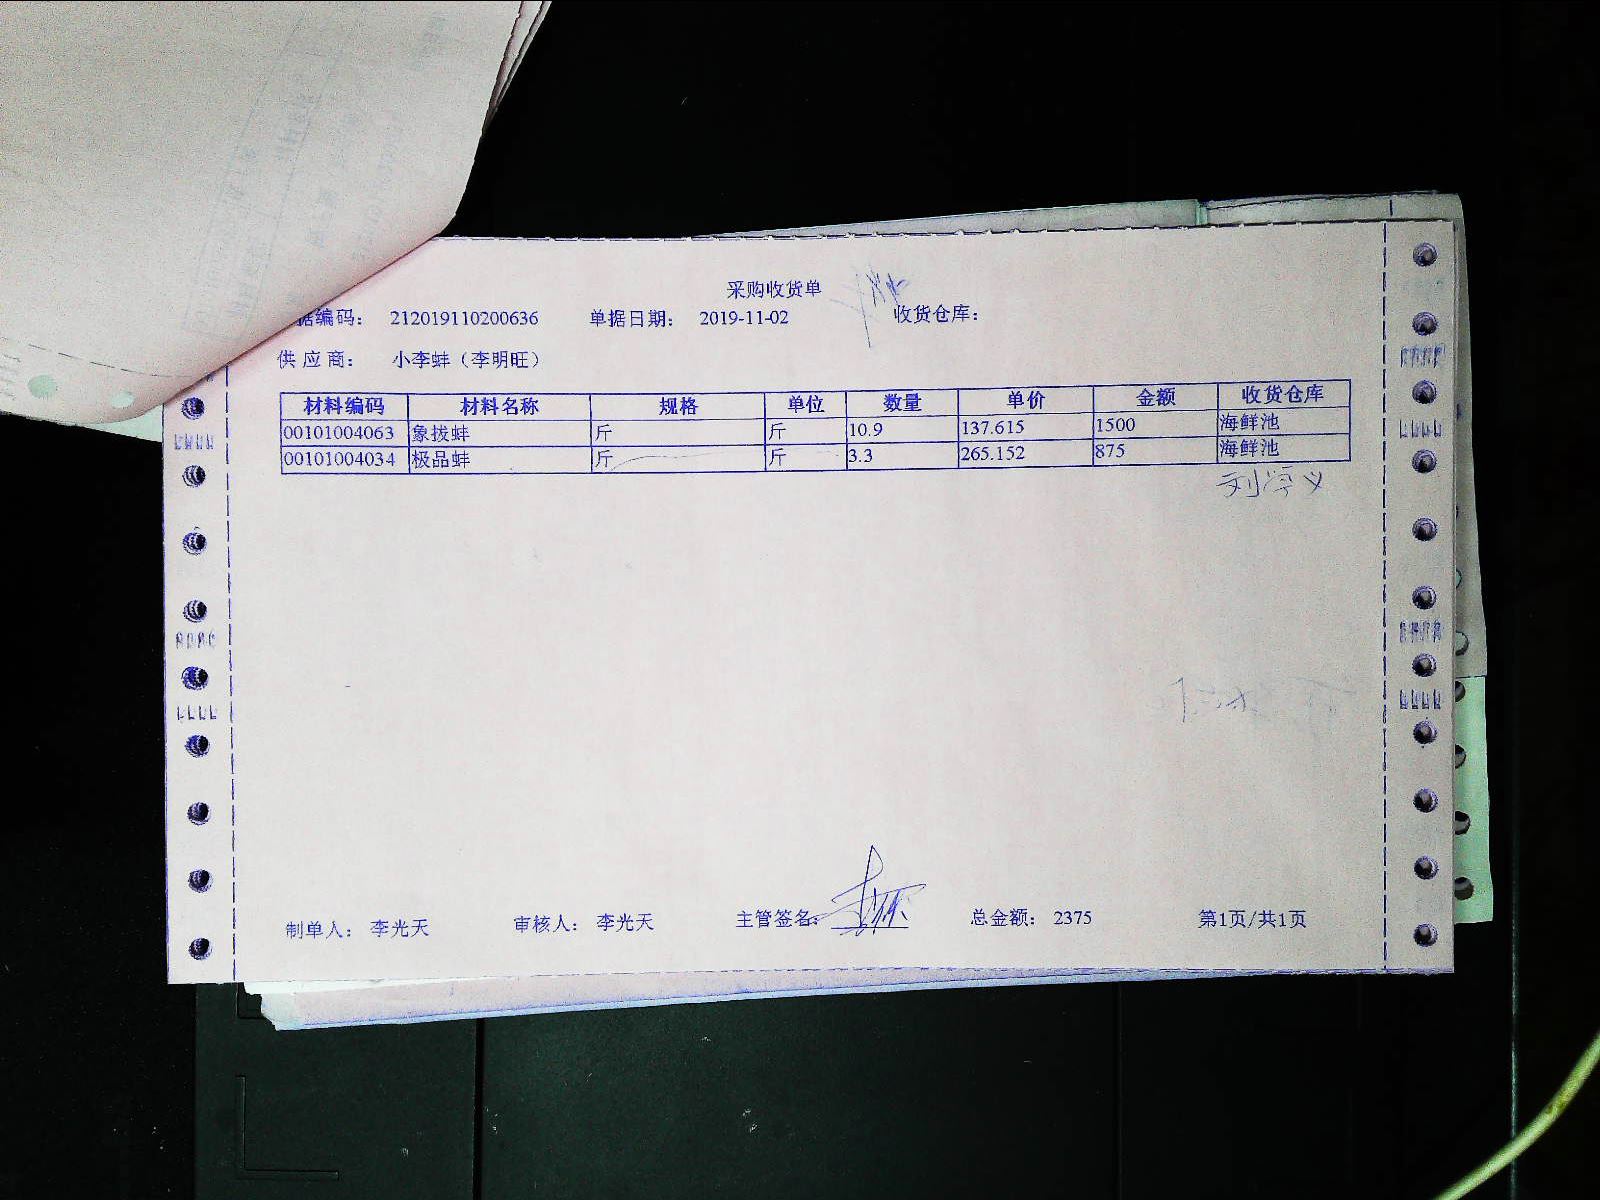 采购收货单
据编码： 212019110200636 单据日期： 2019-11-02 收货仓库：
供应商： 小李蚌（李明旺）
材料编码 材料名称 规格 单位 数量 单价 金额 收货仓库
00101004063 象拔蚌 斤 斤 10.9 137.615 1500 海鲜池
00101004034 极品蚌 斤 斤 3.3 265.152 875 海鲜池
制单人： 李光天 审核人： 李光天 主管签名： 总金额： 2375 第1页/共1页